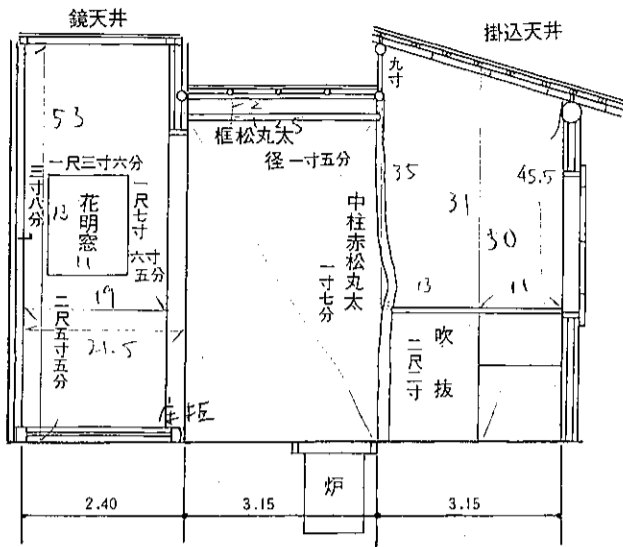 鏡天井
掛込天井
九寸
53
2
1 2.5
框松丸太
径一寸五分
一尺三寸六分
三寸八分
花明窓
13
11
一尺七寸
六寸五分
35
31
45.5
30
中柱赤松丸太
一寸七分
13
11
19
21.5
二尺五寸五分
床框
吹抜
二尺二寸
炉
2.40
3.15
3.15